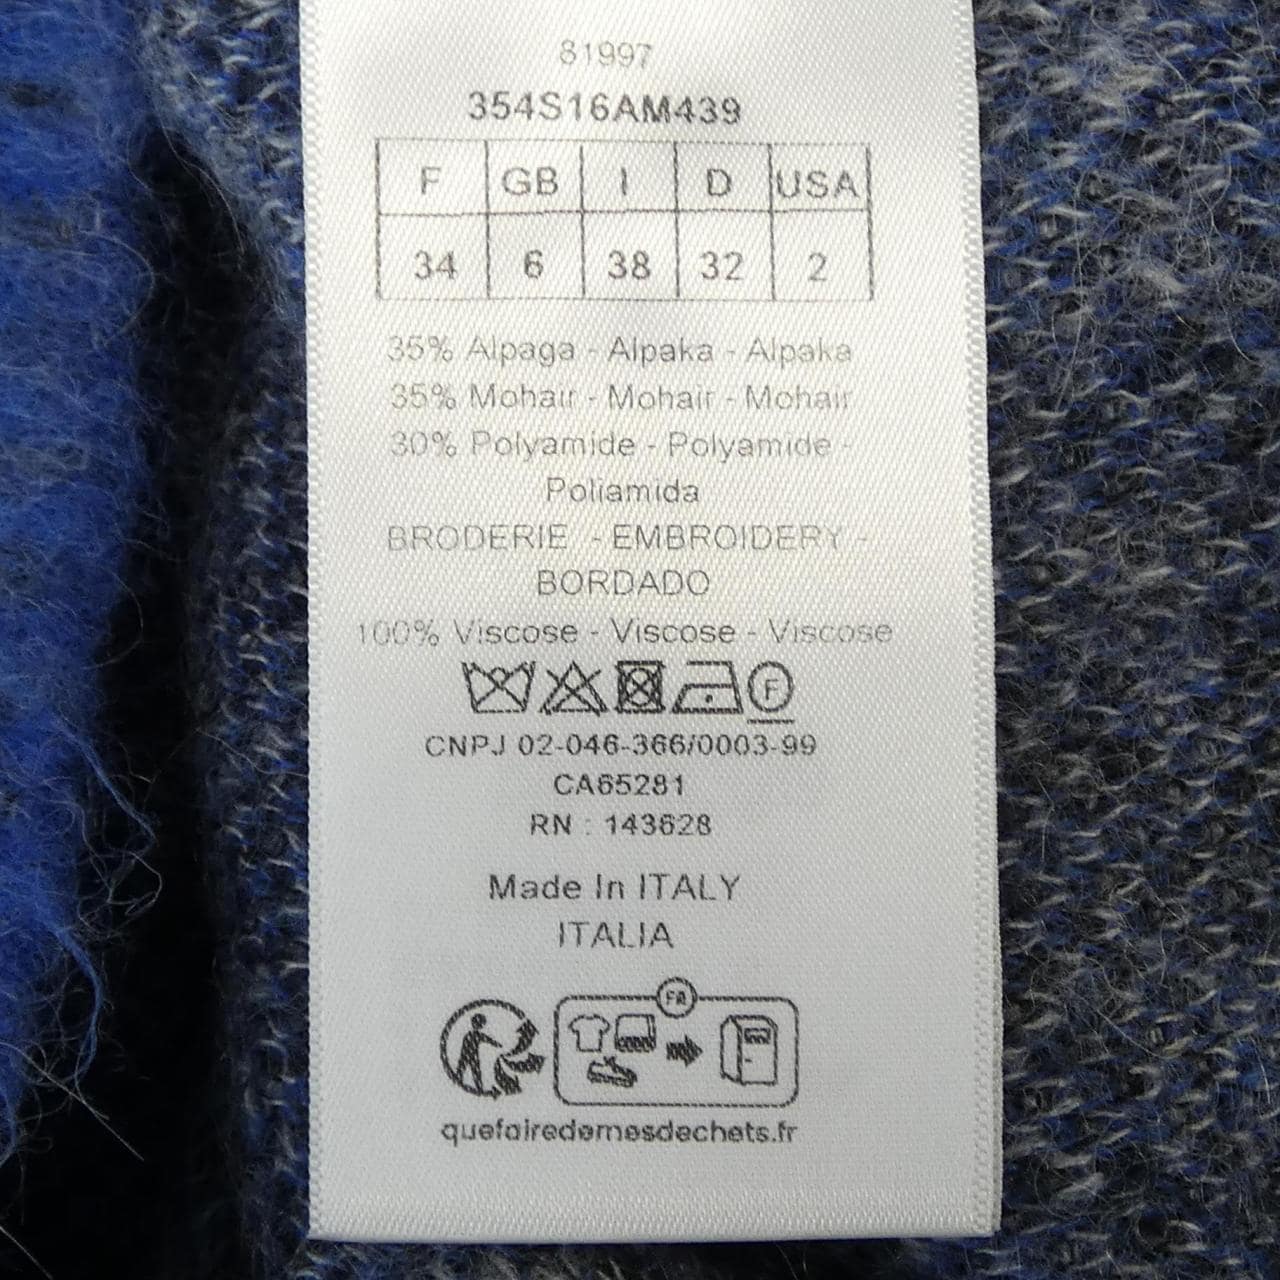 81997
354S16AM439
F GB I D USA
34 6 38 32 2
35% Alpaga - Alpaka - Alpaka
35% Mohair - Mohair - Mohair
30% Polyamide - Polyamide -
Poliamida
BRODERIE - EMBROIDERY -
BORDADO
100% Viscose - Viscose - Viscose
F
CNPJ 02-046-366/0003-99
CA65281
RN : 143628
Made In ITALY
ITALIA
FR
quefairedemesdechets.fr